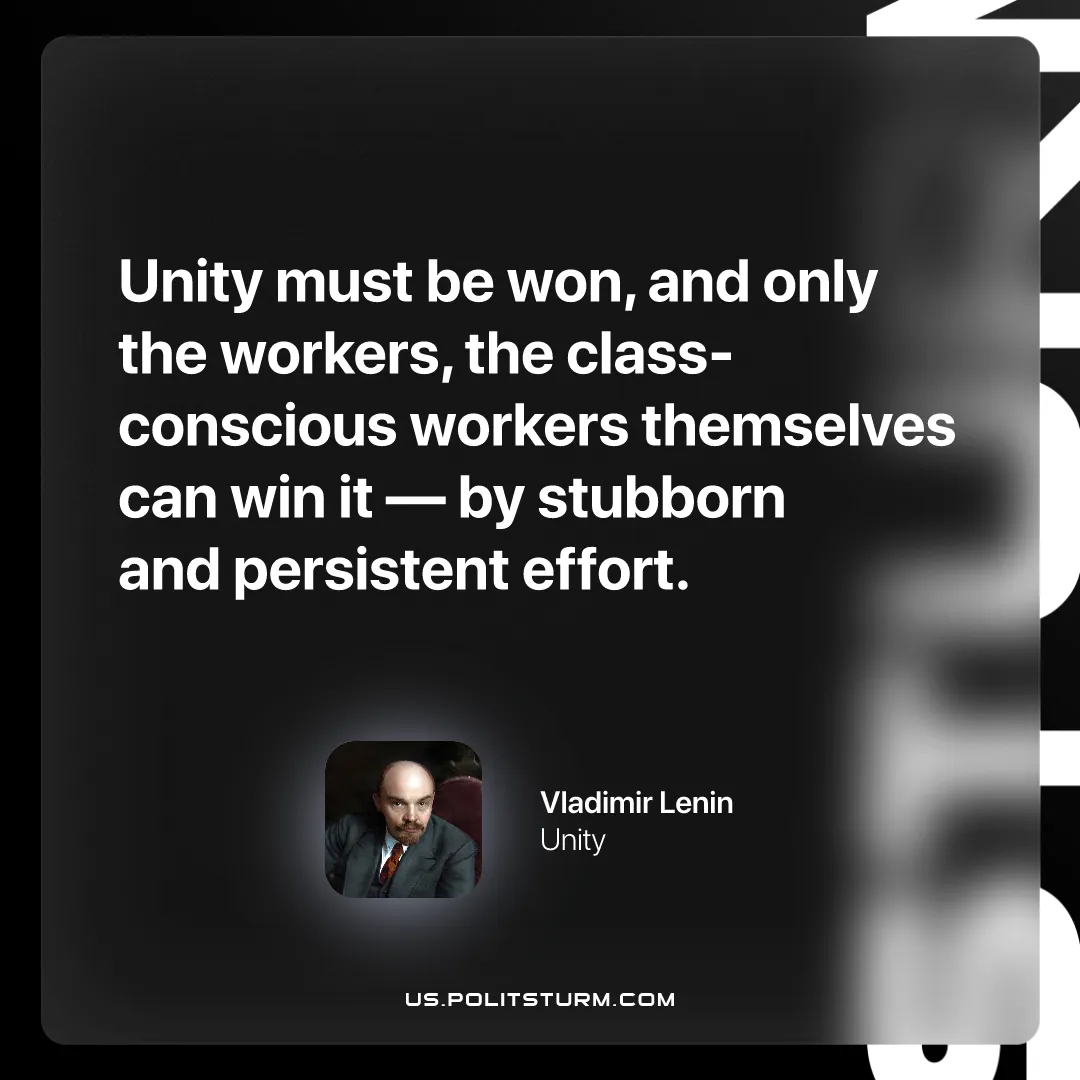 Unity must be won, and only
the workers, the class-
conscious workers themselves
can win it — by stubborn
and persistent effort.
Vladimir Lenin
Unity
US.POLITSTURM.COM